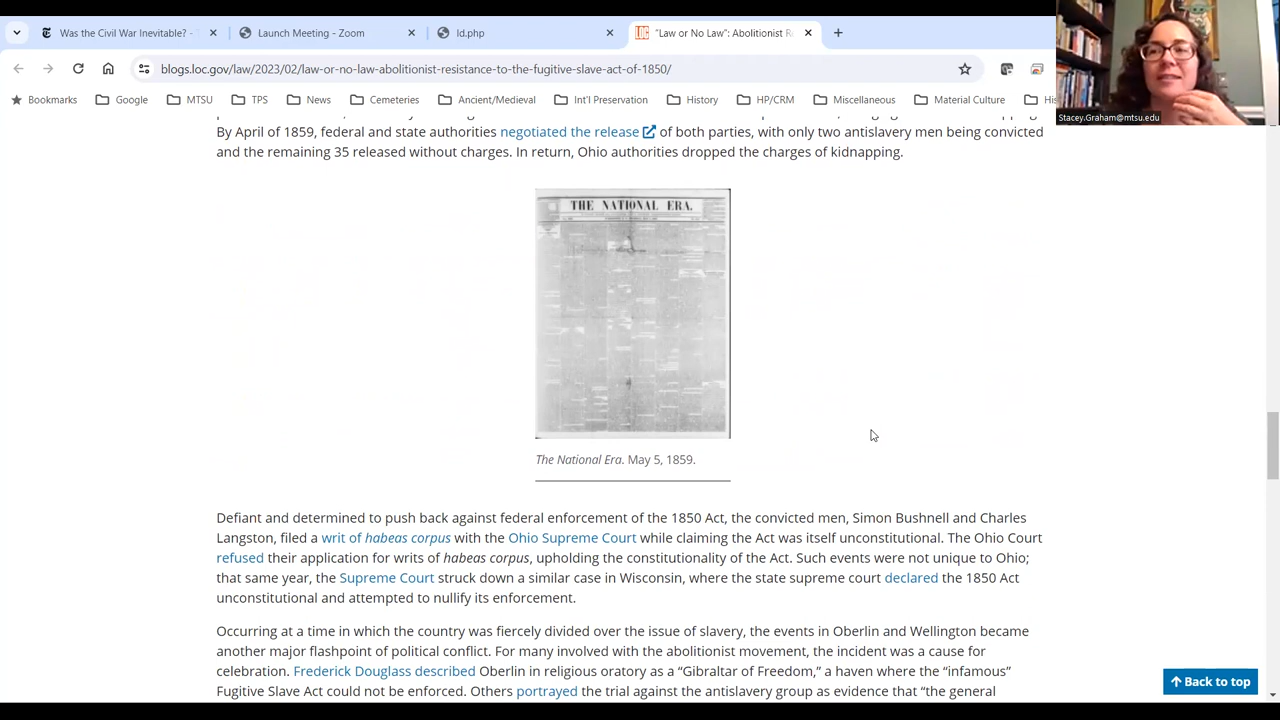 Was the Civil War Inevitable? -
Launch Meeting - Zoom
ld.php
"Law or No Law": Abolitionist R
blogs.loc.gov/law/2023/02/law-or-no-law-abolitionist-resistance-to-the-fugitive-slave-act-of-1850/
Bookmarks Google MTSU TPS News Cemeteries Ancient/Medieval Int'l Preservation History HP/CRM Miscellaneous Material Culture His
Stacey.Graham@mtsu.edu
By April of 1859, federal and state authorities negotiated the release of both parties, with only two antislavery men being convicted
and the remaining 35 released without charges. In return, Ohio authorities dropped the charges of kidnapping.
THE NATIONAL ERA.
The National Era. May 5, 1859.
Defiant and determined to push back against federal enforcement of the 1850 Act, the convicted men, Simon Bushnell and Charles
Langston, filed a writ of habeas corpus with the Ohio Supreme Court while claiming the Act was itself unconstitutional. The Ohio Court
refused their application for writs of habeas corpus, upholding the constitutionality of the Act. Such events were not unique to Ohio;
that same year, the Supreme Court struck down a similar case in Wisconsin, where the state supreme court declared the 1850 Act
unconstitutional and attempted to nullify its enforcement.
Occurring at a time in which the country was fiercely divided over the issue of slavery, the events in Oberlin and Wellington became
another major flashpoint of political conflict. For many involved with the abolitionist movement, the incident was a cause for
celebration. Frederick Douglass described Oberlin in religious oratory as a “Gibraltar of Freedom,” a haven where the “infamous”
Fugitive Slave Act could not be enforced. Others portrayed the trial against the antislavery group as evidence that “the general
Back to top